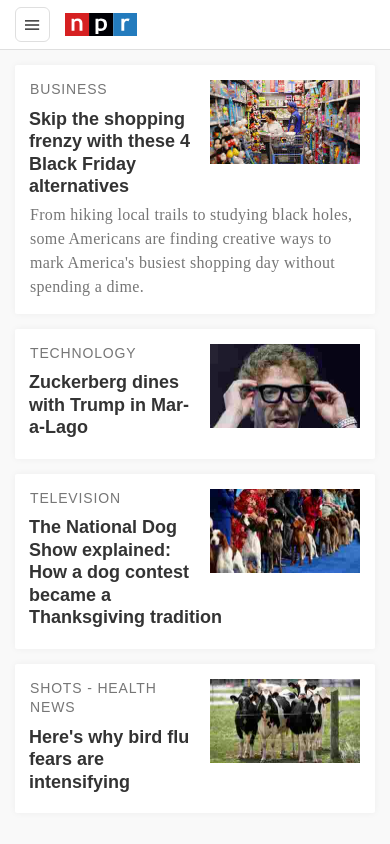 npr
BUSINESS
Skip the shopping
frenzy with these 4
Black Friday
alternatives
From hiking local trails to studying black holes,
some Americans are finding creative ways to
mark America's busiest shopping day without
spending a dime.
TECHNOLOGY
Zuckerberg dines
with Trump in Mar-
a-Lago
TELEVISION
The National Dog
Show explained:
How a dog contest
became a
Thanksgiving tradition
SHOTS - HEALTH
NEWS
Here's why bird flu
fears are
intensifying